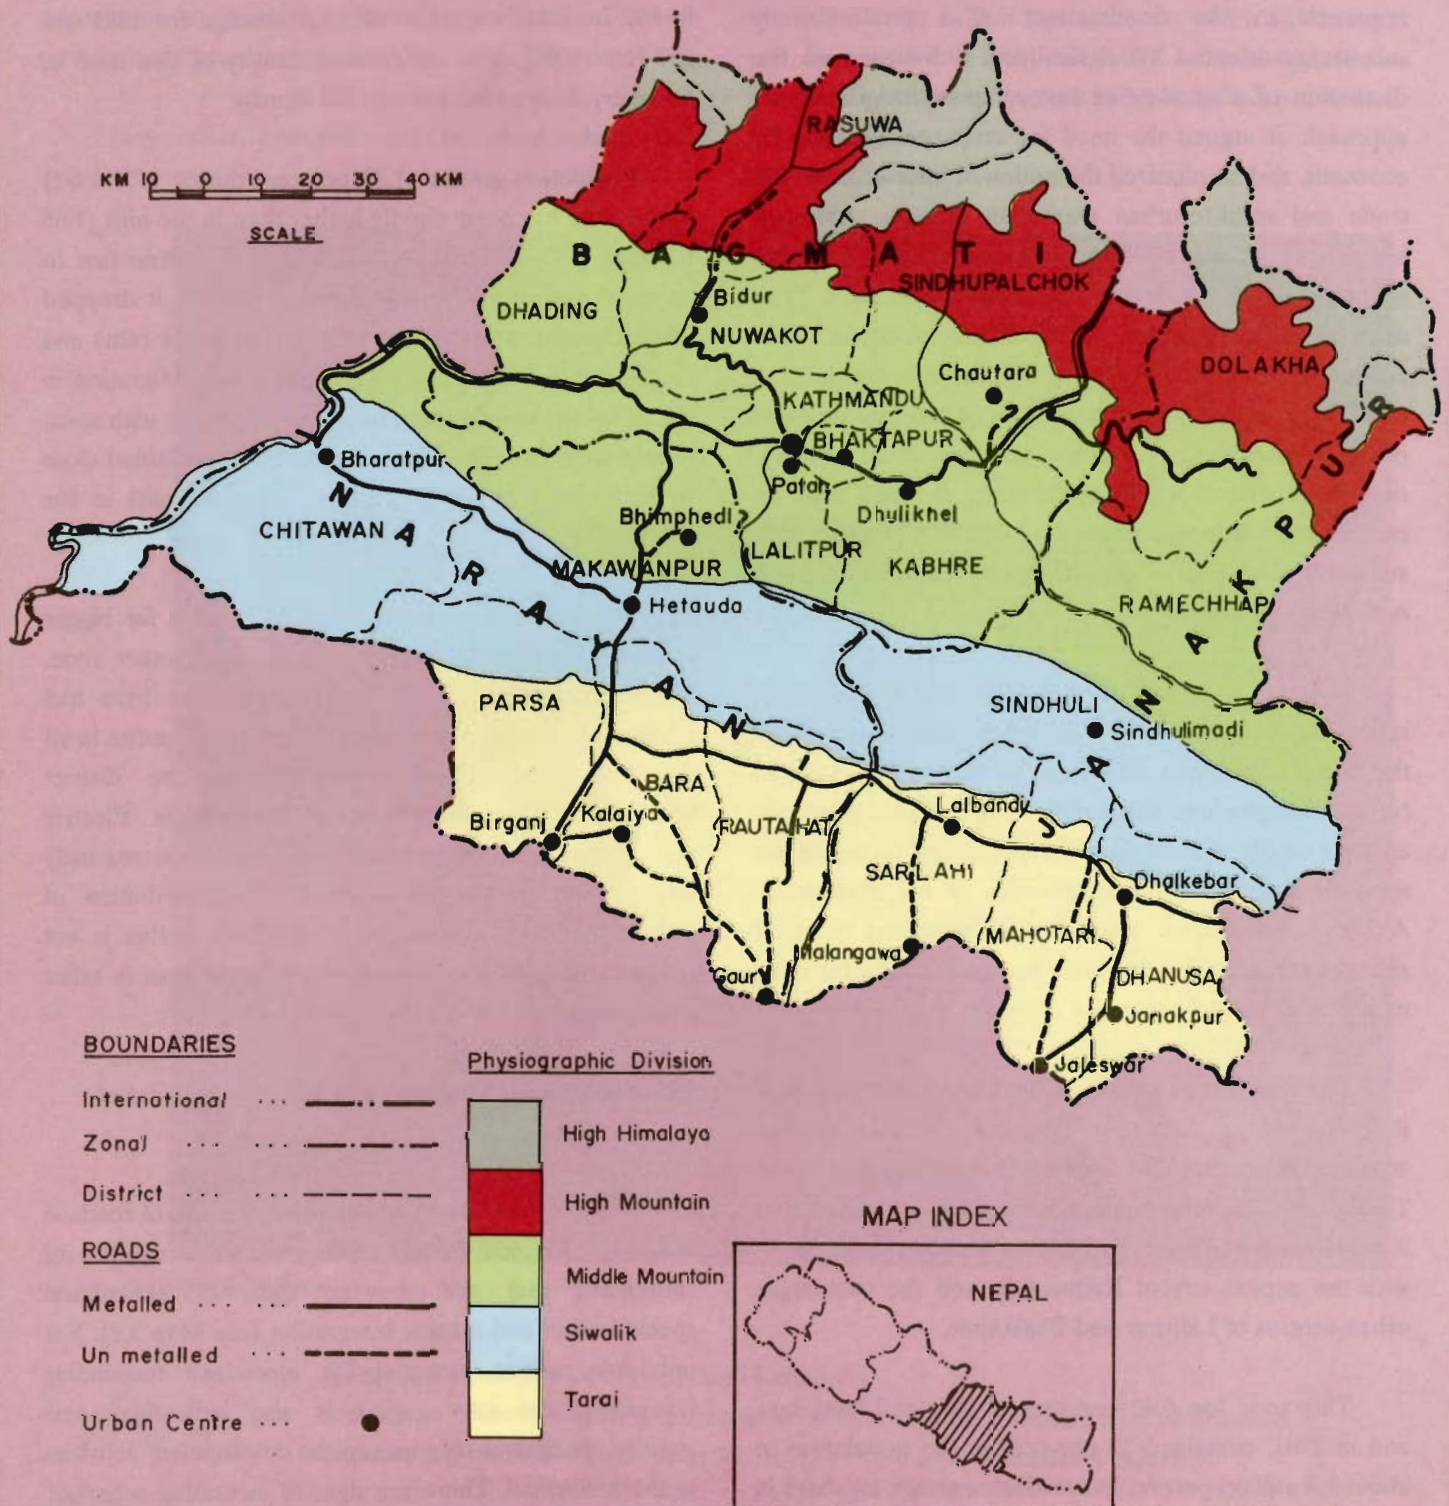 RASUWA
KM 10 0 10 20 30 40 KM
SCALE
BAGMATI
SINDHUPALCHOK
DHADING
Bidur
NUWAKOT
DOLAKHA
Chautara
KATHMANDU
BHAKTAPUR
Bharatpur
Patan
Dhulikhel
CHITAWAN
Bhimphedi
LALITPUR
KABHRE
MAKAWANPUR
Hetauda
RAMECHHAP
NARAYANI
JANAKPUR
PARSA
SINDHULI
Sindhulimadi
BARA
Kalaiya
Birganj
RAUTAHAT
Lalbandi
SARLAHI
Dhalkebar
MAHOTARI
Malangawa
Gaur
DHANUSA
Janakpur
Jaleswar
BOUNDARIES
International ...
Zonal ... ...
District ... ...
ROADS
Metalled ... ...
Un metalled ...
Urban Centre ...
Physiographic Division
High Himalaya
High Mountain
Middle Mountain
Siwalik
Tarai
MAP INDEX
NEPAL